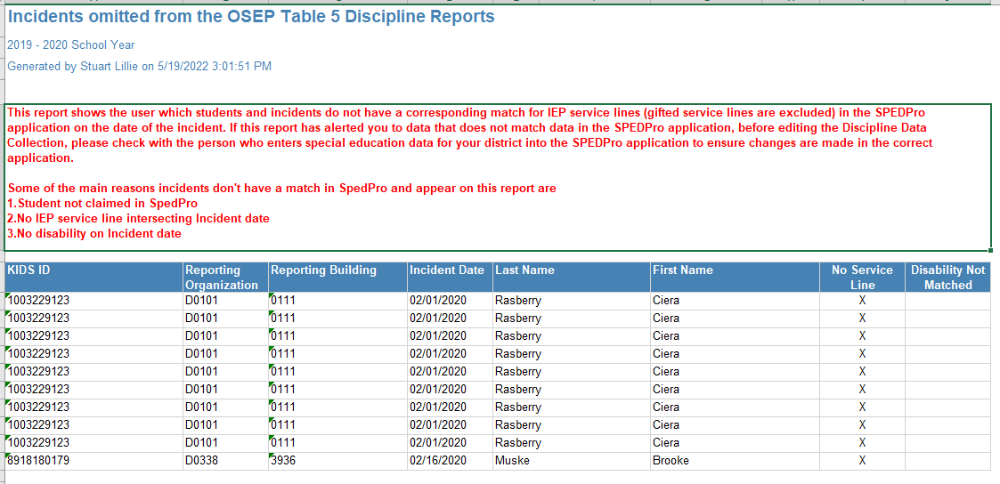 Incidents omitted from the OSEP Table 5 Discipline Reports
2019 - 2020 School Year
Generated by Stuart Lillie on 5/19/2022 3:01:51 PM
This report shows the user which students and incidents do not have a corresponding match for IEP service lines (gifted service lines are excluded) in the SPEDPro
application on the date of the incident. If this report has alerted you to data that does not match data in the SPEDPro application, before editing the Discipline Data
Collection, please check with the person who enters special education data for your district into the SPEDPro application to ensure changes are made in the correct
application.
Some of the main reasons incidents don't have a match in SpedPro and appear on this report are
1.Student not claimed in SpedPro
2.No IEP service line intersecting Incident date
3.No disability on Incident date
KIDS ID Reporting Organization Reporting Building Incident Date Last Name First Name No Service Line Disability Not Matched
1003229123 D0101 0111 02/01/2020 Rasberry Ciera X
1003229123 D0101 0111 02/01/2020 Rasberry Ciera X
1003229123 D0101 0111 02/01/2020 Rasberry Ciera X
1003229123 D0101 0111 02/01/2020 Rasberry Ciera X
1003229123 D0101 0111 02/01/2020 Rasberry Ciera X
1003229123 D0101 0111 02/01/2020 Rasberry Ciera X
1003229123 D0101 0111 02/01/2020 Rasberry Ciera X
1003229123 D0101 0111 02/01/2020 Rasberry Ciera X
1003229123 D0101 0111 02/01/2020 Rasberry Ciera X
8918180179 D0338 3936 02/16/2020 Muske Brooke X